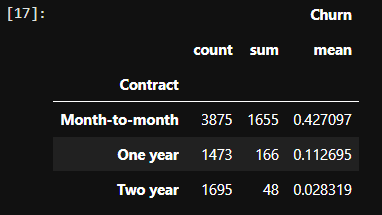 [17]: Churn
count sum mean
Contract
Month-to-month 3875 1655 0.427097
One year 1473 166 0.112695
Two year 1695 48 0.028319